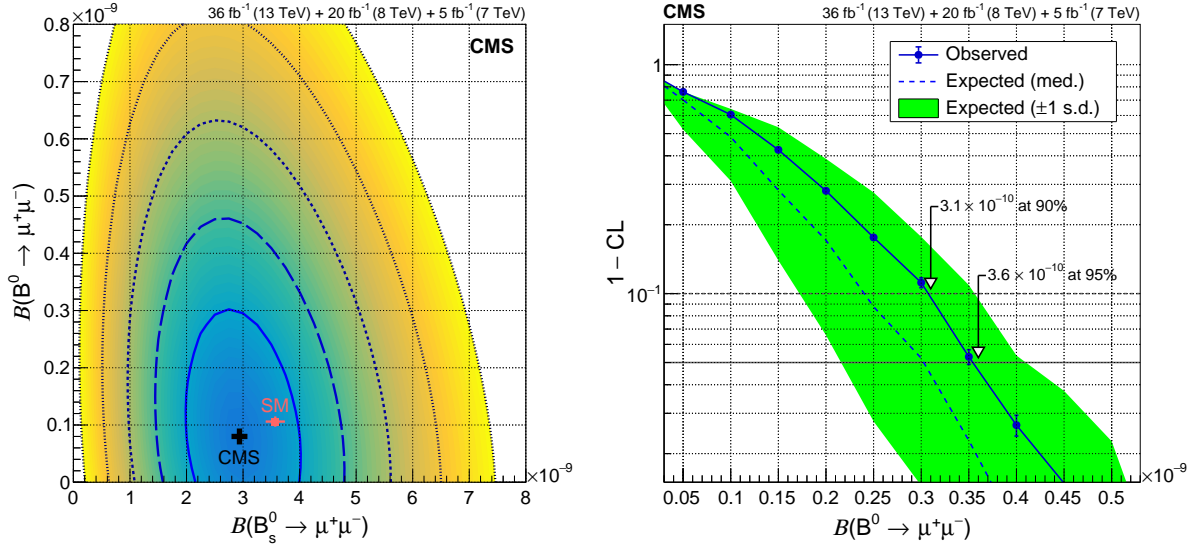 36 fb⁻¹ (13 TeV) + 20 fb⁻¹ (8 TeV) + 5 fb⁻¹ (7 TeV)
×10⁻⁹
CMS
0.8
0.7
0.6
0.5
0.4
0.3
0.2
0.1
0
B(B⁰ → μ⁺μ⁻)
SM
CMS
0 1 2 3 4 5 6 7 8
×10⁻⁹
B(B⁰ₛ → μ⁺μ⁻)
CMS 36 fb⁻¹ (13 TeV) + 20 fb⁻¹ (8 TeV) + 5 fb⁻¹ (7 TeV)
Observed
Expected (med.)
Expected (±1 s.d.)
1
10⁻¹
1 − CL
3.1 × 10⁻¹⁰ at 90%
3.6 × 10⁻¹⁰ at 95%
×10⁻⁹
0.05 0.1 0.15 0.2 0.25 0.3 0.35 0.4 0.45 0.5
B(B⁰ → μ⁺μ⁻)